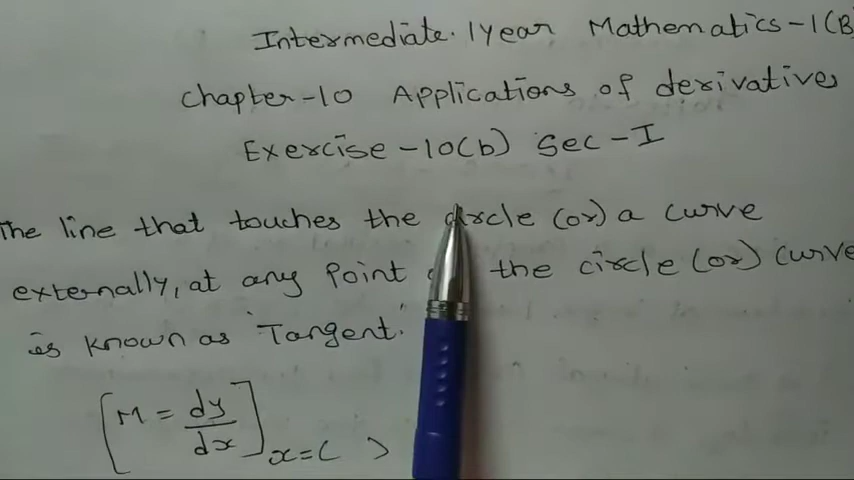 Intermediate. 1year Mathematics-1(B
Chapter-10 Applications of derivatives
Exercise-10(b) Sec-I
The line that touches the circle (or) a curve
externally, at any point the circle (or) curve
is known as 'Tangent.'
[M = dy/dx] x=c >